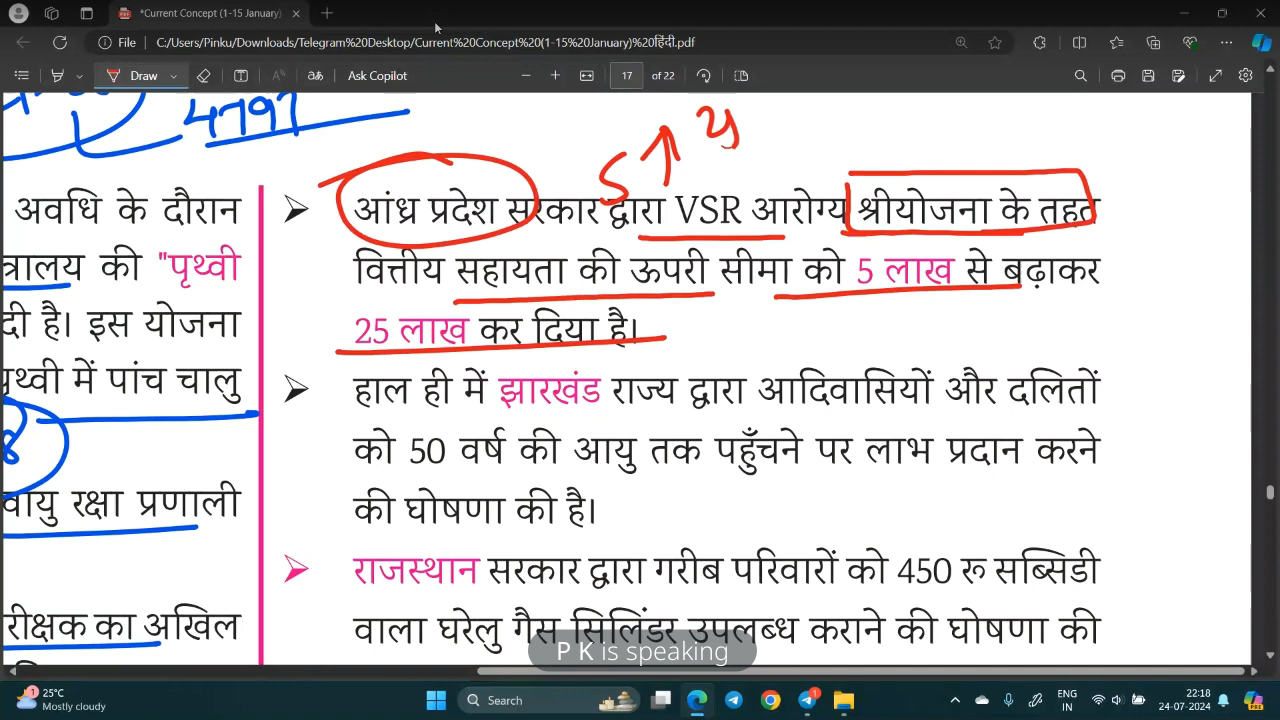 *Current Concept (1-15 January)
File
C:/Users/Pinku/Downloads/Telegram%20Desktop/Current%20Concept%20(1-15%20January)%20हिंदी.pdf
Draw
Ask Copilot
17 of 22
4797
5 ↑
अवधि के दौरान
त्रालय की "पृथ्वी
दी है। इस योजना
पृथ्वी में पांच चालु
8
वायु रक्षा प्रणाली
रीक्षक का अखिल
➢ आंध्र प्रदेश सरकार द्वारा VSR आरोग्य श्रीयोजना के तहत
वित्तीय सहायता की ऊपरी सीमा को 5 लाख से बढ़ाकर
25 लाख कर दिया है।
➢ हाल ही में झारखंड राज्य द्वारा आदिवासियों और दलितों
को 50 वर्ष की आयु तक पहुँचने पर लाभ प्रदान करने
की घोषणा की है।
➢ राजस्थान सरकार द्वारा गरीब परिवारों को 450 रू सब्सिडी
वाला घरेलु गैस सिलिंडर उपलब्ध कराने की घोषणा की
P K is speaking
25°C
Mostly cloudy
Search
ENG
IN
22:18
24-07-2024